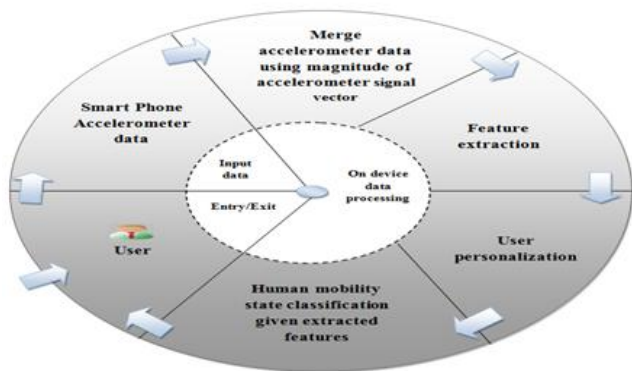 Merge
accelerometer data
using magnitude of
accelerometer signal
vector
Smart Phone
Accelerometer
data
Feature
extraction
Input
data
On device
data
processing
Entry/Exit
User
User
personalization
Human mobility
state classification
given extracted
features